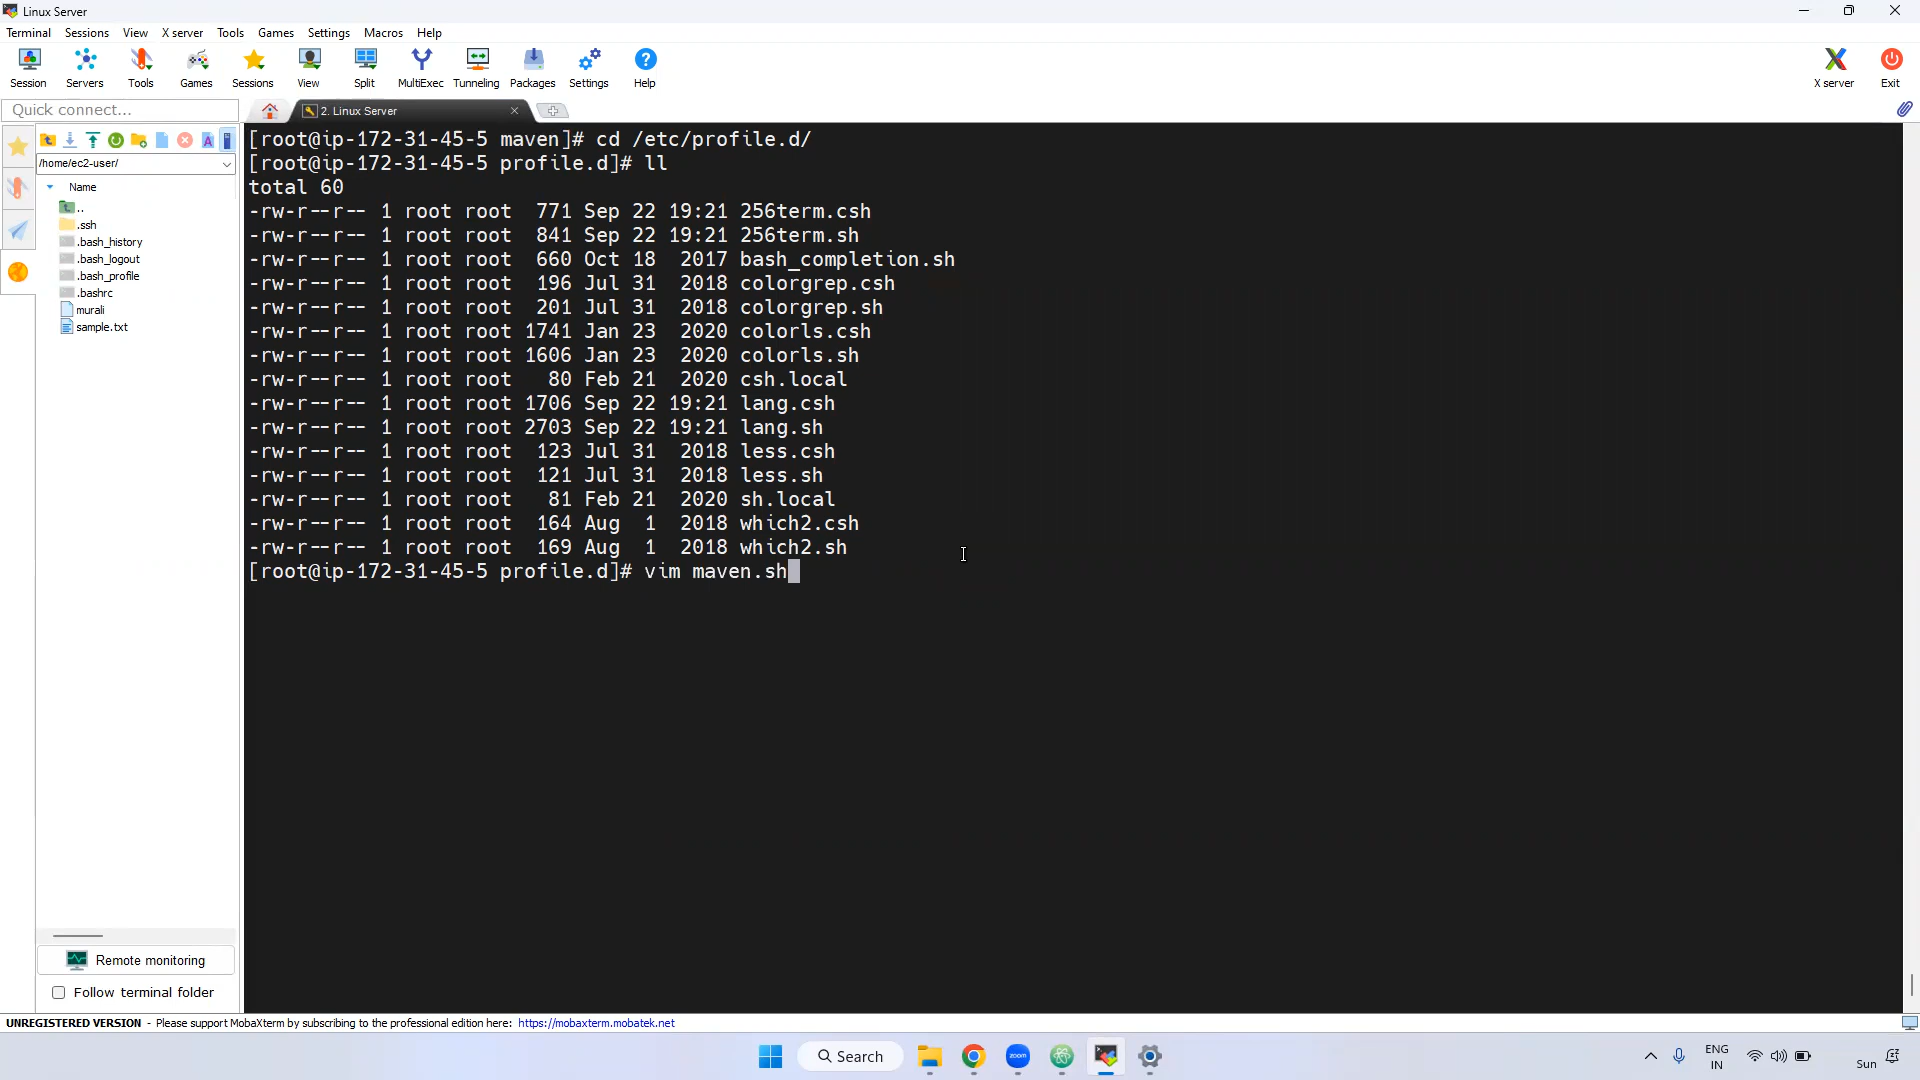 Linux Server
Terminal Sessions View X server Tools Games Settings Macros Help
Session Servers Tools Games Sessions View Split MultiExec Tunneling Packages Settings Help X server Exit
Quick connect...
2. Linux Server
/home/ec2-user/
Name
..
.ssh
.bash_history
.bash_logout
.bash_profile
.bashrc
murali
sample.txt
[root@ip-172-31-45-5 maven]# cd /etc/profile.d/
[root@ip-172-31-45-5 profile.d]# ll
total 60
-rw-r--r-- 1 root root 771 Sep 22 19:21 256term.csh
-rw-r--r-- 1 root root 841 Sep 22 19:21 256term.sh
-rw-r--r-- 1 root root 660 Oct 18 2017 bash_completion.sh
-rw-r--r-- 1 root root 196 Jul 31 2018 colorgrep.csh
-rw-r--r-- 1 root root 201 Jul 31 2018 colorgrep.sh
-rw-r--r-- 1 root root 1741 Jan 23 2020 colorls.csh
-rw-r--r-- 1 root root 1606 Jan 23 2020 colorls.sh
-rw-r--r-- 1 root root 80 Feb 21 2020 csh.local
-rw-r--r-- 1 root root 1706 Sep 22 19:21 lang.csh
-rw-r--r-- 1 root root 2703 Sep 22 19:21 lang.sh
-rw-r--r-- 1 root root 123 Jul 31 2018 less.csh
-rw-r--r-- 1 root root 121 Jul 31 2018 less.sh
-rw-r--r-- 1 root root 81 Feb 21 2020 sh.local
-rw-r--r-- 1 root root 164 Aug 1 2018 which2.csh
-rw-r--r-- 1 root root 169 Aug 1 2018 which2.sh
[root@ip-172-31-45-5 profile.d]# vim maven.sh
Remote monitoring
Follow terminal folder
UNREGISTERED VERSION - Please support MobaXterm by subscribing to the professional edition here: https://mobaxterm.mobatek.net
Search
zoom
ENG
IN
Sun